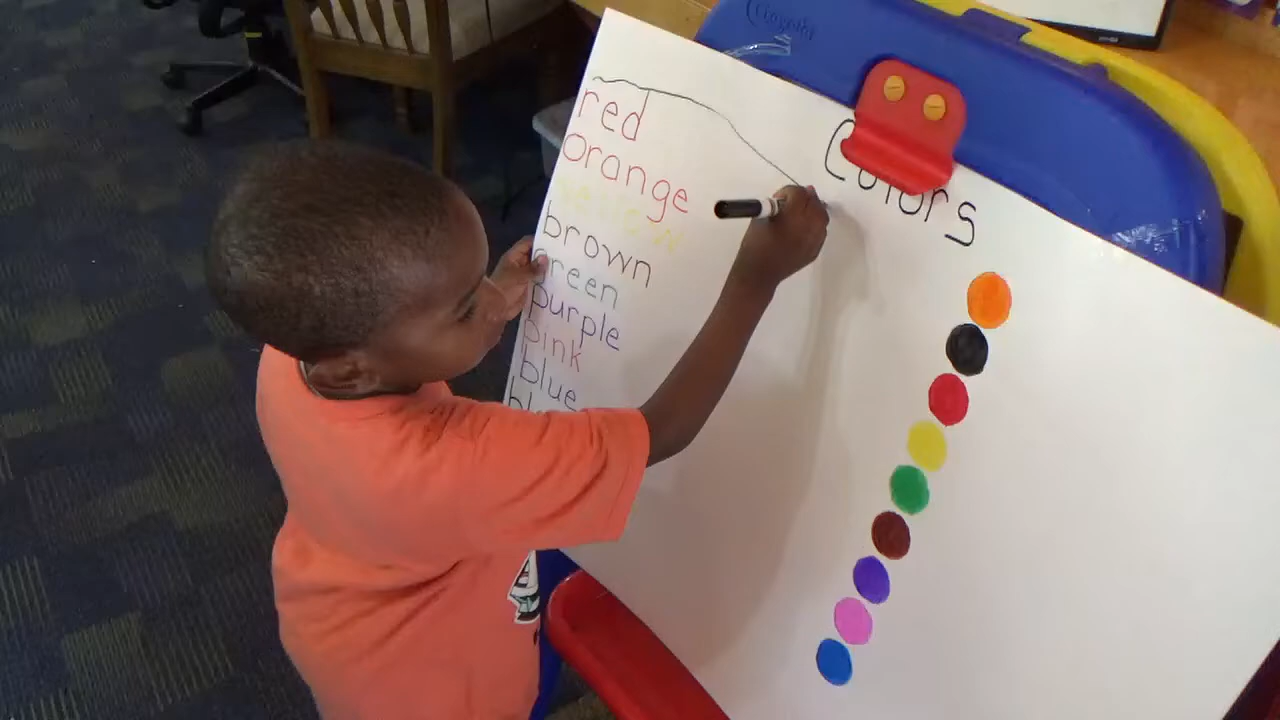 Colors
red
orange
yellow
brown
green
purple
pink
blue